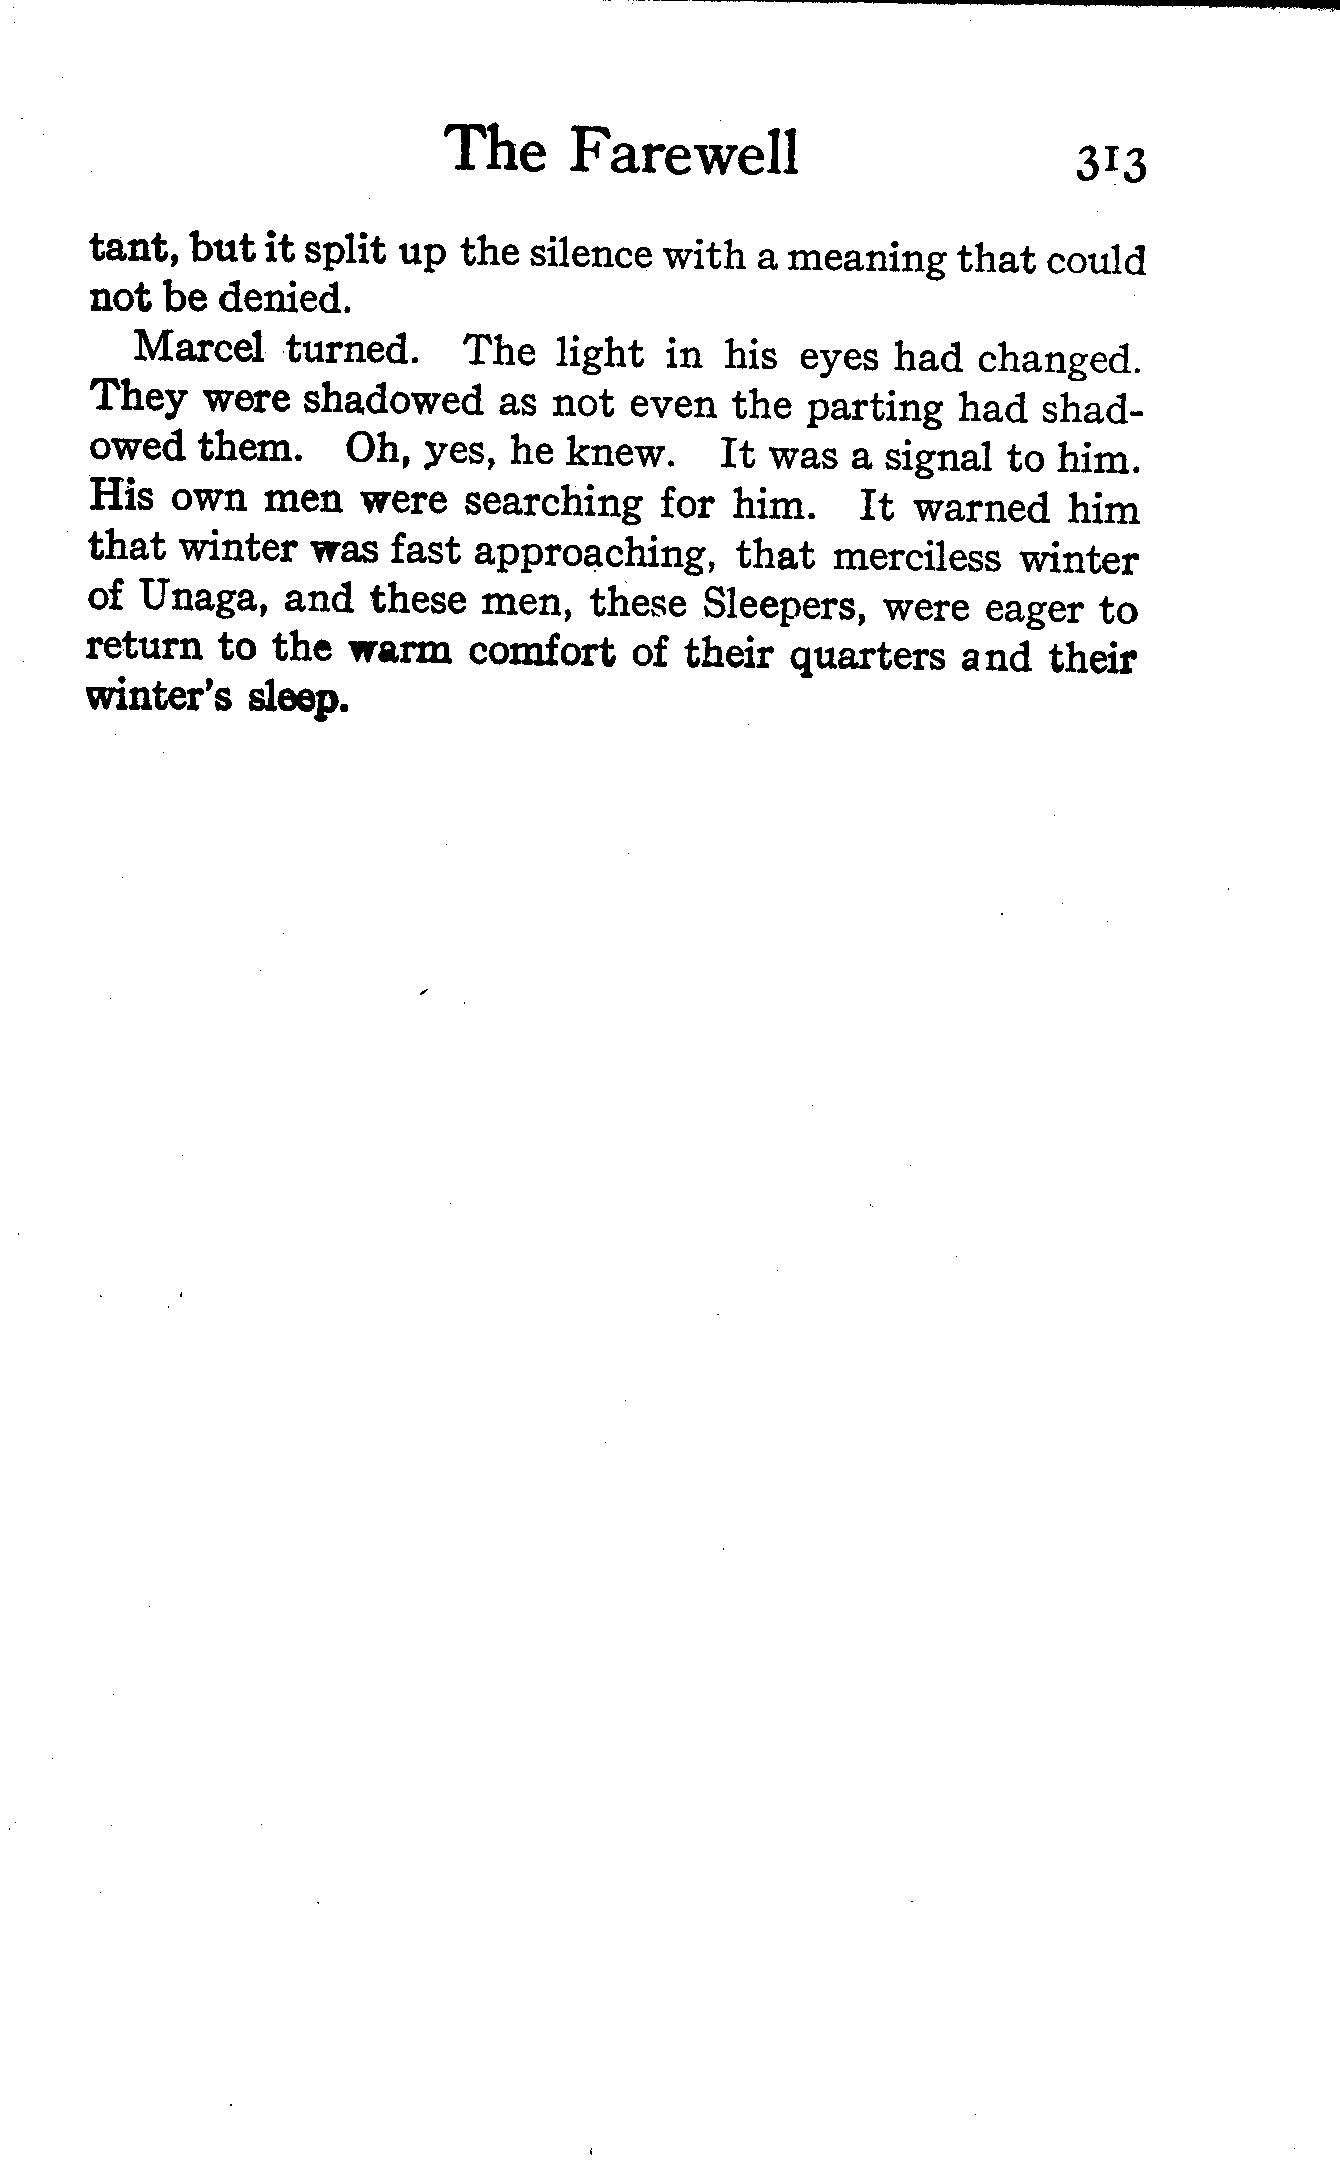 The Farewell 313
tant, but it split up the silence with a meaning that could
not be denied.
Marcel turned. The light in his eyes had changed.
They were shadowed as not even the parting had shad-
owed them. Oh, yes, he knew. It was a signal to him.
His own men were searching for him. It warned him
that winter was fast approaching, that merciless winter
of Unaga, and these men, these Sleepers, were eager to
return to the warm comfort of their quarters and their
winter's sleep.